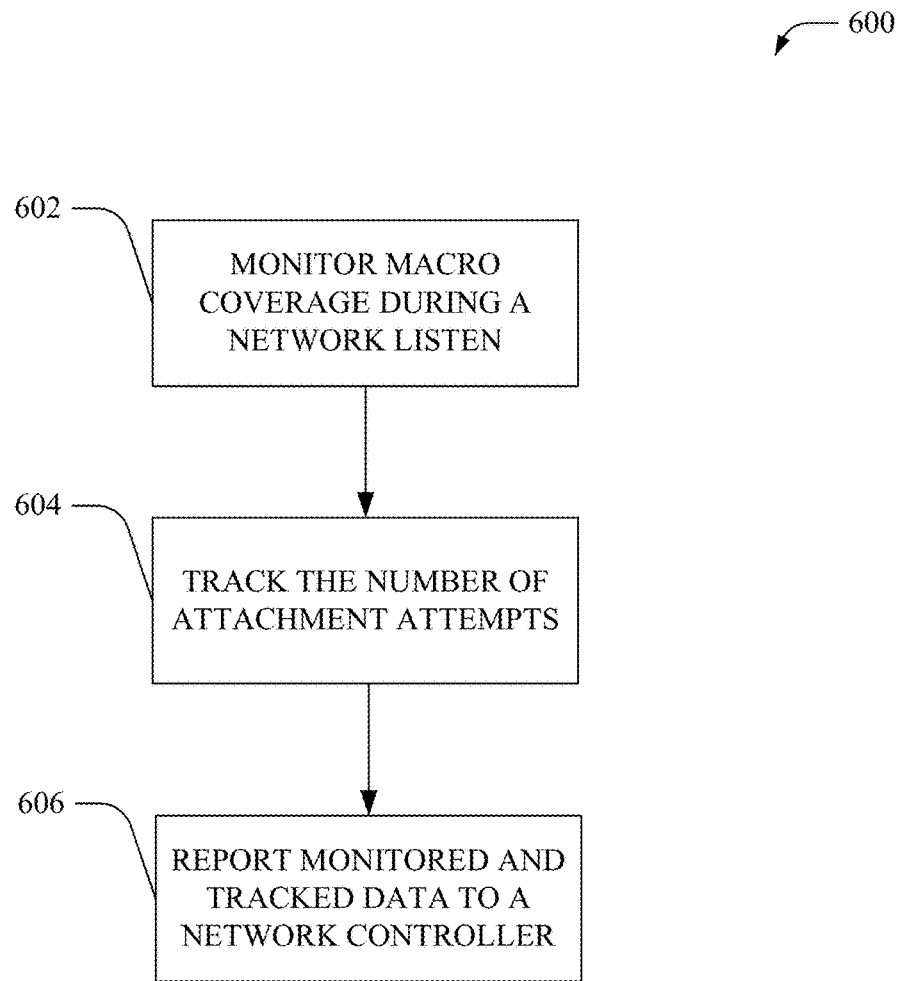 600
602
MONITOR MACRO
COVERAGE DURING A
NETWORK LISTEN
604
TRACK THE NUMBER OF
ATTACHMENT ATTEMPTS
606
REPORT MONITORED AND
TRACKED DATA TO A
NETWORK CONTROLLER